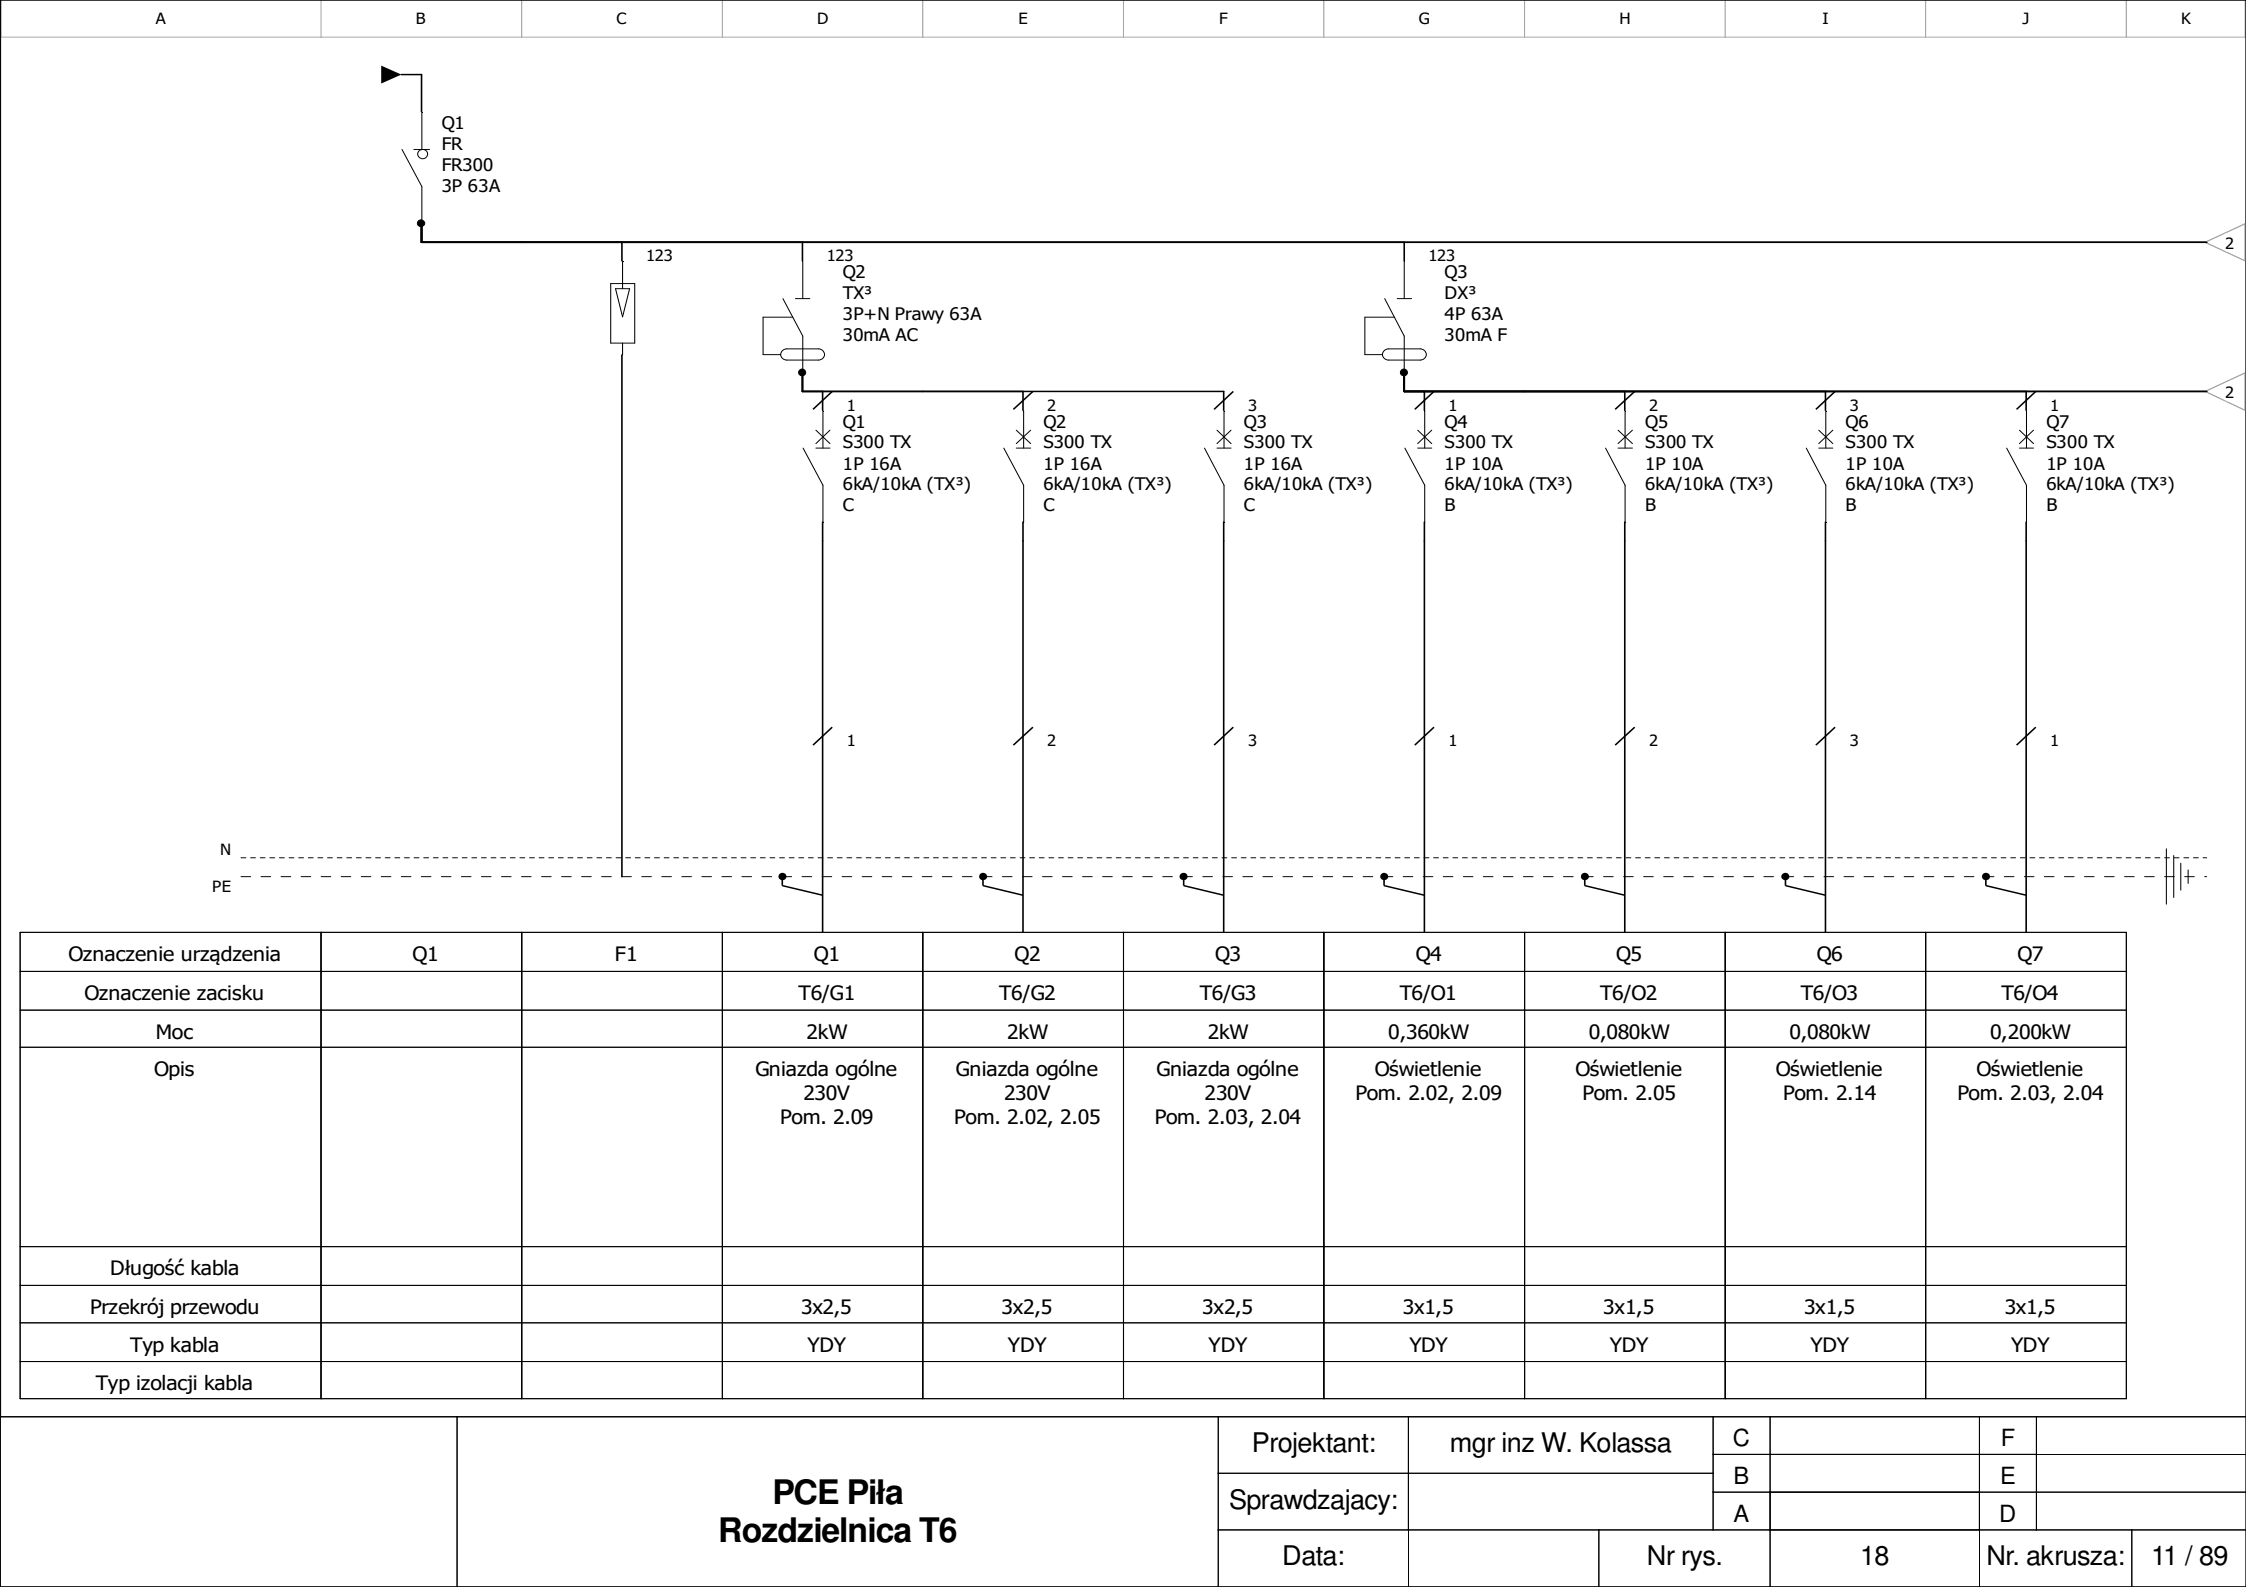 A B C D E F G H I J K
Q1
FR
FR300
3P 63A
2
123
123
Q2
TX³
3P+N Prawy 63A
30mA AC
123
Q3
DX³
4P 63A
30mA F
2
1
Q1
S300 TX
1P 16A
6kA/10kA (TX³)
C
2
Q2
S300 TX
1P 16A
6kA/10kA (TX³)
C
3
Q3
S300 TX
1P 16A
6kA/10kA (TX³)
C
1
Q4
S300 TX
1P 10A
6kA/10kA (TX³)
B
2
Q5
S300 TX
1P 10A
6kA/10kA (TX³)
B
3
Q6
S300 TX
1P 10A
6kA/10kA (TX³)
B
1
Q7
S300 TX
1P 10A
6kA/10kA (TX³)
B
1 2 3 1 2 3 1
N
PE
Oznaczenie urządzenia Q1 F1 Q1 Q2 Q3 Q4 Q5 Q6 Q7
Oznaczenie zacisku T6/G1 T6/G2 T6/G3 T6/O1 T6/O2 T6/O3 T6/O4
Moc 2kW 2kW 2kW 0,360kW 0,080kW 0,080kW 0,200kW
Opis Gniazda ogólne Gniazda ogólne Gniazda ogólne Oświetlenie Oświetlenie Oświetlenie Oświetlenie
230V 230V 230V Pom. 2.02, 2.09 Pom. 2.05 Pom. 2.14 Pom. 2.03, 2.04
Pom. 2.09 Pom. 2.02, 2.05 Pom. 2.03, 2.04
Długość kabla
Przekrój przewodu 3x2,5 3x2,5 3x2,5 3x1,5 3x1,5 3x1,5 3x1,5
Typ kabla YDY YDY YDY YDY YDY YDY YDY
Typ izolacji kabla
PCE Piła
Rozdzielnica T6
Projektant: mgr inz W. Kolassa
Sprawdzajacy:
C F
B E
A D
Data: Nr rys. 18 Nr. akrusza: 11 / 89